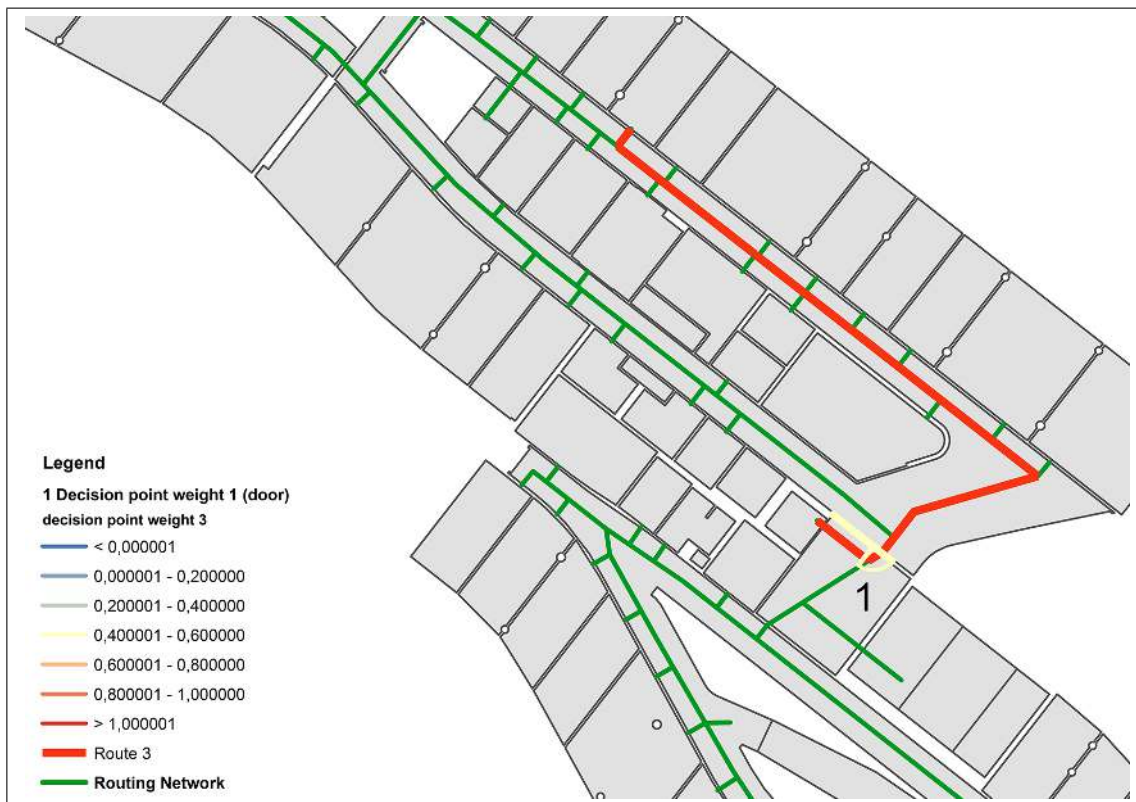 1
Legend
1 Decision point weight 1 (door)
decision point weight 3
< 0,000001
0,000001 - 0,200000
0,200001 - 0,400000
0,400001 - 0,600000
0,600001 - 0,800000
0,800001 - 1,000000
> 1,000001
Route 3
Routing Network